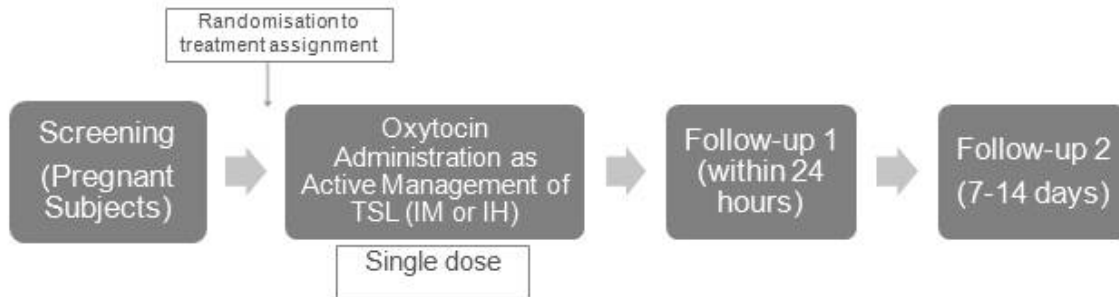 Randomisation to
treatment assignment
Screening
(Pregnant
Subjects)
Oxytocin
Administration as
Active Management of
TSL (IM or IH)
Single dose
Follow-up 1
(within 24
hours)
Follow-up 2
(7-14 days)